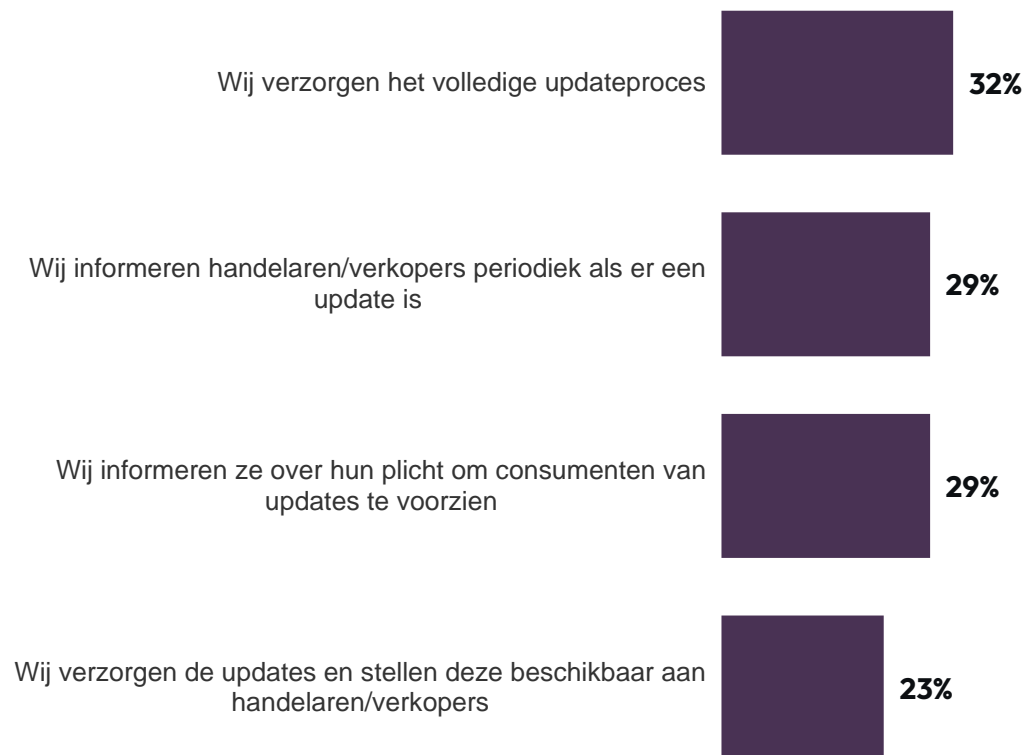 Wij verzorgen het volledige updateproces
32%
Wij informeren handelaren/verkopers periodiek als er een
update is
29%
Wij informeren ze over hun plicht om consumenten van
updates te voorzien
29%
Wij verzorgen de updates en stellen deze beschikbaar aan
handelaren/verkopers
23%